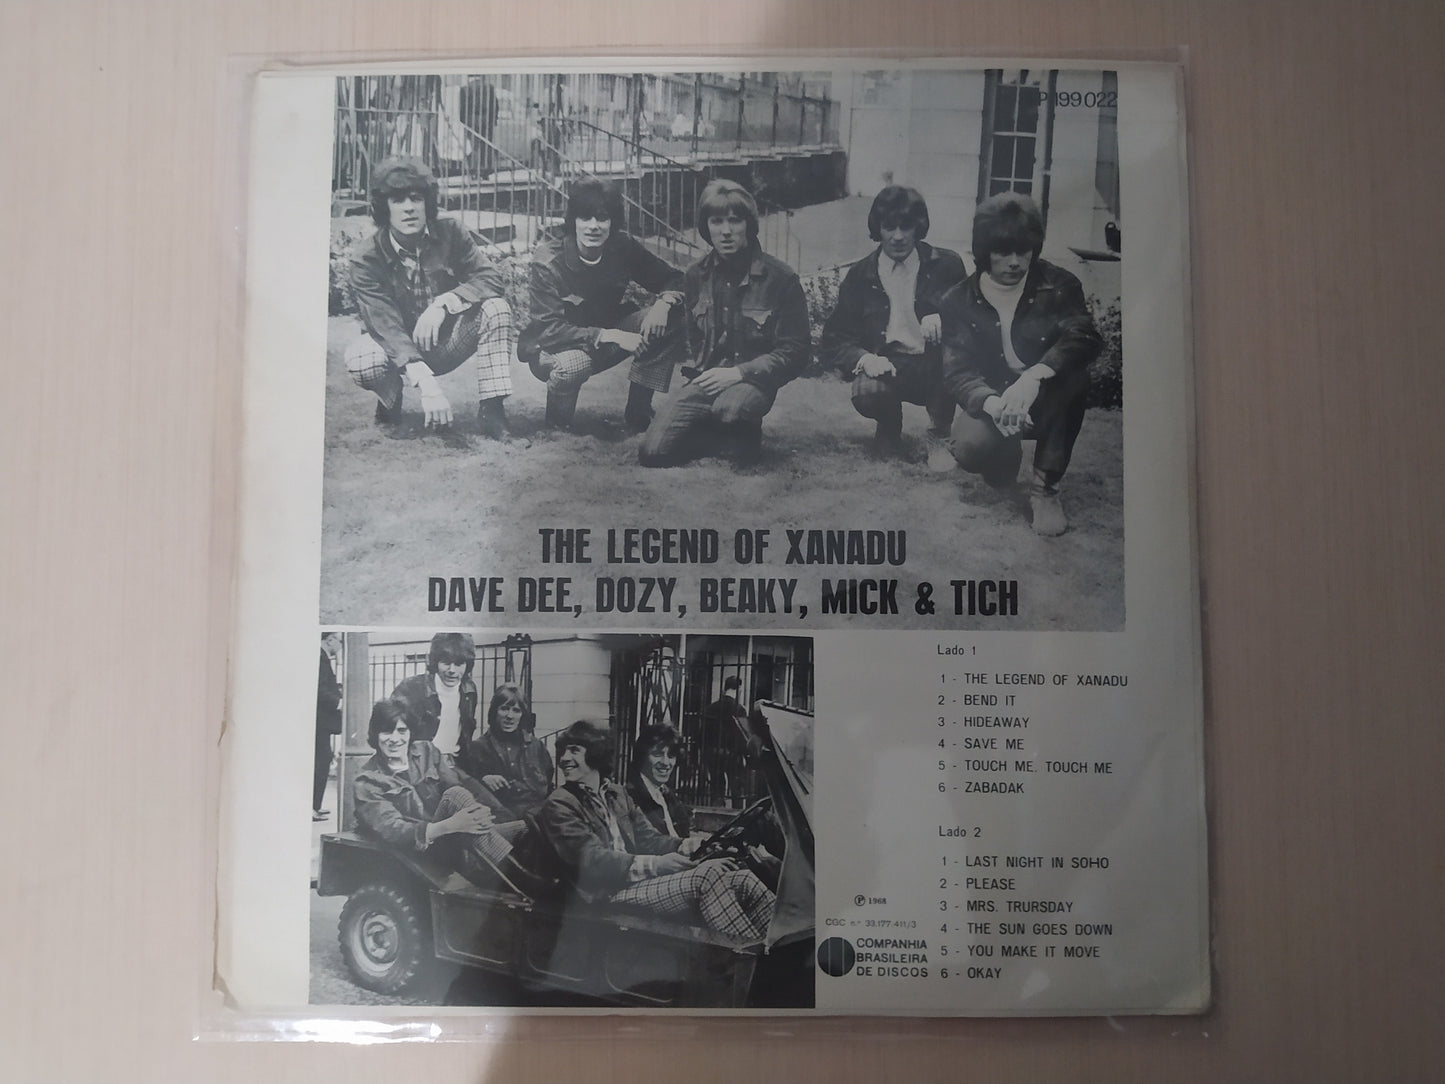 P 199 022
THE LEGEND OF XANADU
DAVE DEE, DOZY, BEAKY, MICK & TICH
Lado 1
1 - THE LEGEND OF XANADU
2 - BEND IT
3 - HIDEAWAY
4 - SAVE ME
5 - TOUCH ME. TOUCH ME
6 - ZABADAK
Lado 2
1 - LAST NIGHT IN SOHO
2 - PLEASE
3 - MRS. TRURSDAY
4 - THE SUN GOES DOWN
5 - YOU MAKE IT MOVE
6 - OKAY
℗ 1968
CGC n.º 33.177.411/3
COMPANHIA
BRASILEIRA
DE DISCOS